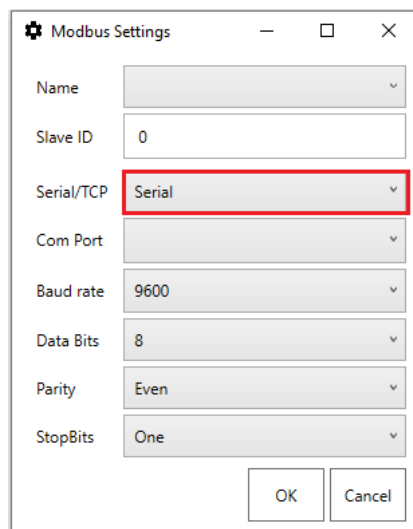 Modbus Settings
Name
Slave ID 0
Serial/TCP Serial
Com Port
Baud rate 9600
Data Bits 8
Parity Even
StopBits One
OK Cancel